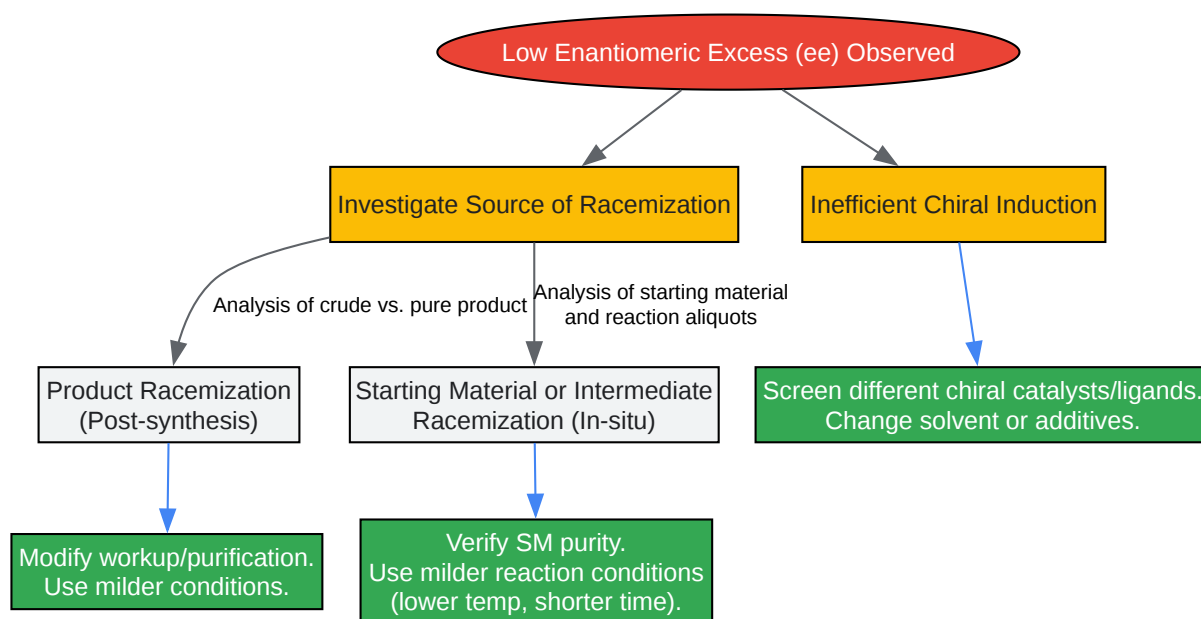 Low Enantiomeric Excess (ee) Observed
Investigate Source of Racemization
Inefficient Chiral Induction
Analysis of crude vs. pure product
Analysis of starting material
and reaction aliquots
Product Racemization
(Post-synthesis)
Starting Material or Intermediate
Racemization (In-situ)
Screen different chiral catalysts/ligands.
Change solvent or additives.
Modify workup/purification.
Use milder conditions.
Verify SM purity.
Use milder reaction conditions
(lower temp, shorter time).